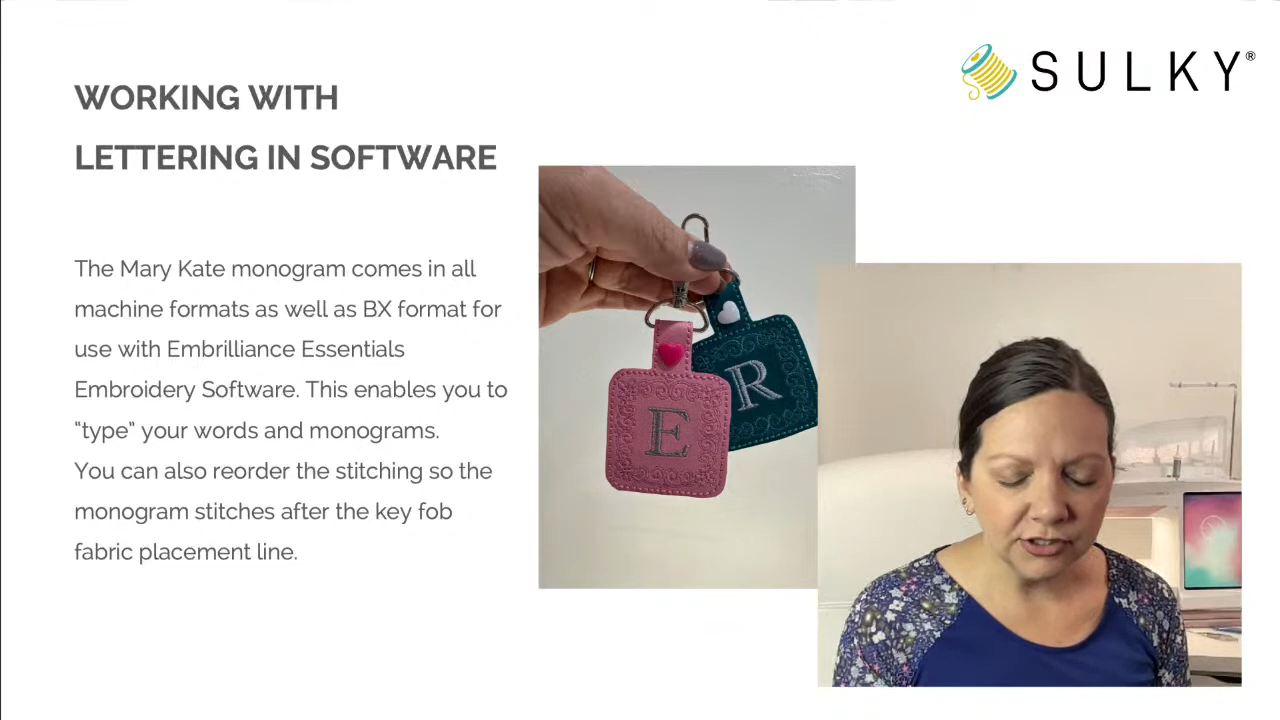 SULKY®
WORKING WITH
LETTERING IN SOFTWARE
The Mary Kate monogram comes in all
machine formats as well as BX format for
use with Embrilliance Essentials
Embroidery Software. This enables you to
“type” your words and monograms.
You can also reorder the stitching so the
monogram stitches after the key fob
fabric placement line.
R
E